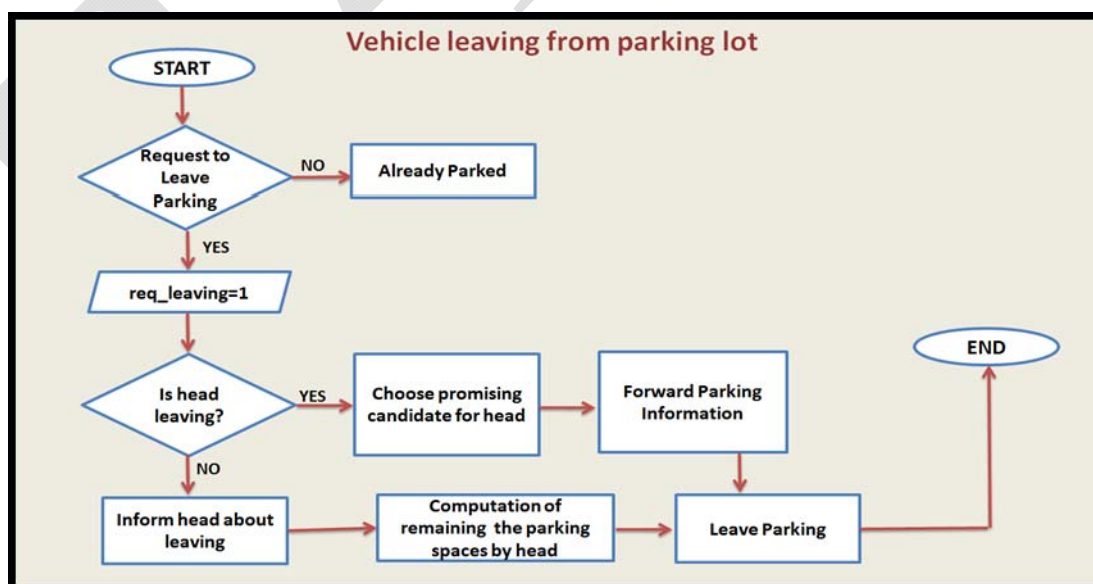 Vehicle leaving from parking lot
START
Request to
Leave
Parking
NO
Already Parked
YES
req_leaving=1
Is head
leaving?
YES
Choose promising
candidate for head
Forward Parking
Information
END
NO
Inform head about
leaving
Computation of
remaining the parking
spaces by head
Leave Parking